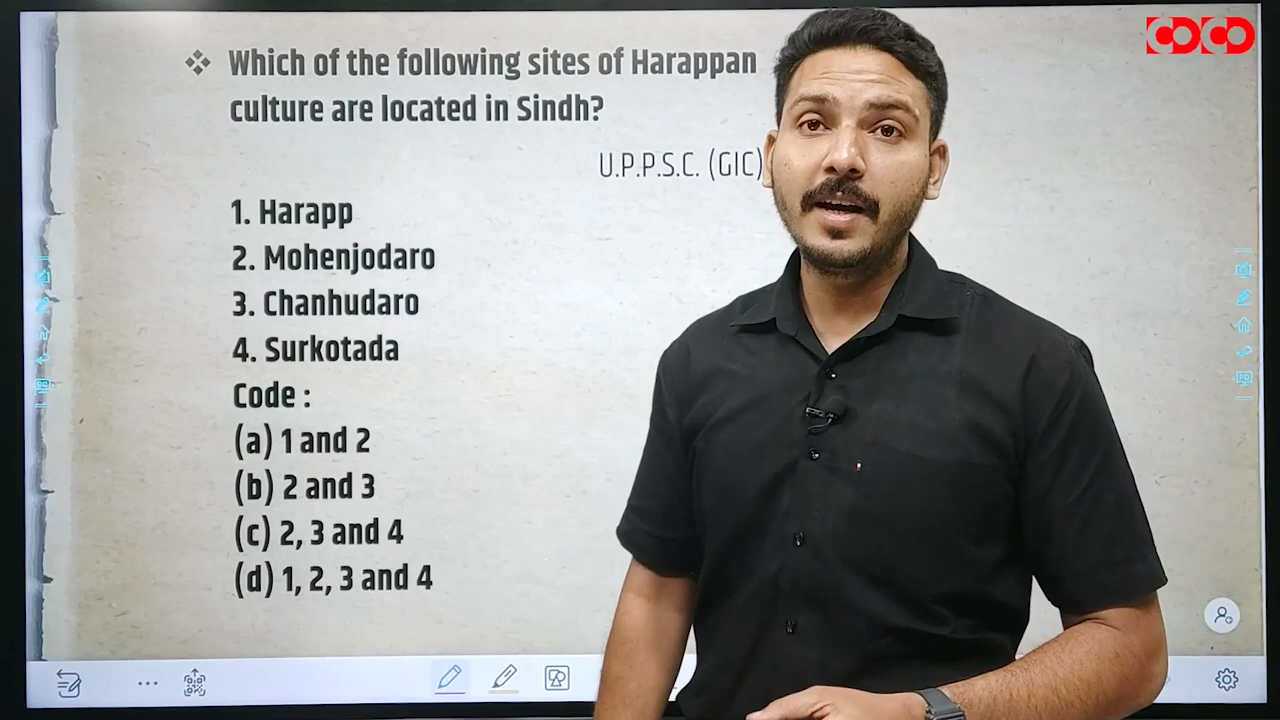 COCO
❖ Which of the following sites of Harappan
culture are located in Sindh?
U.P.P.S.C. (GIC)
1. Harapp
2. Mohenjodaro
3. Chanhudaro
4. Surkotada
Code :
(a) 1 and 2
(b) 2 and 3
(c) 2, 3 and 4
(d) 1, 2, 3 and 4